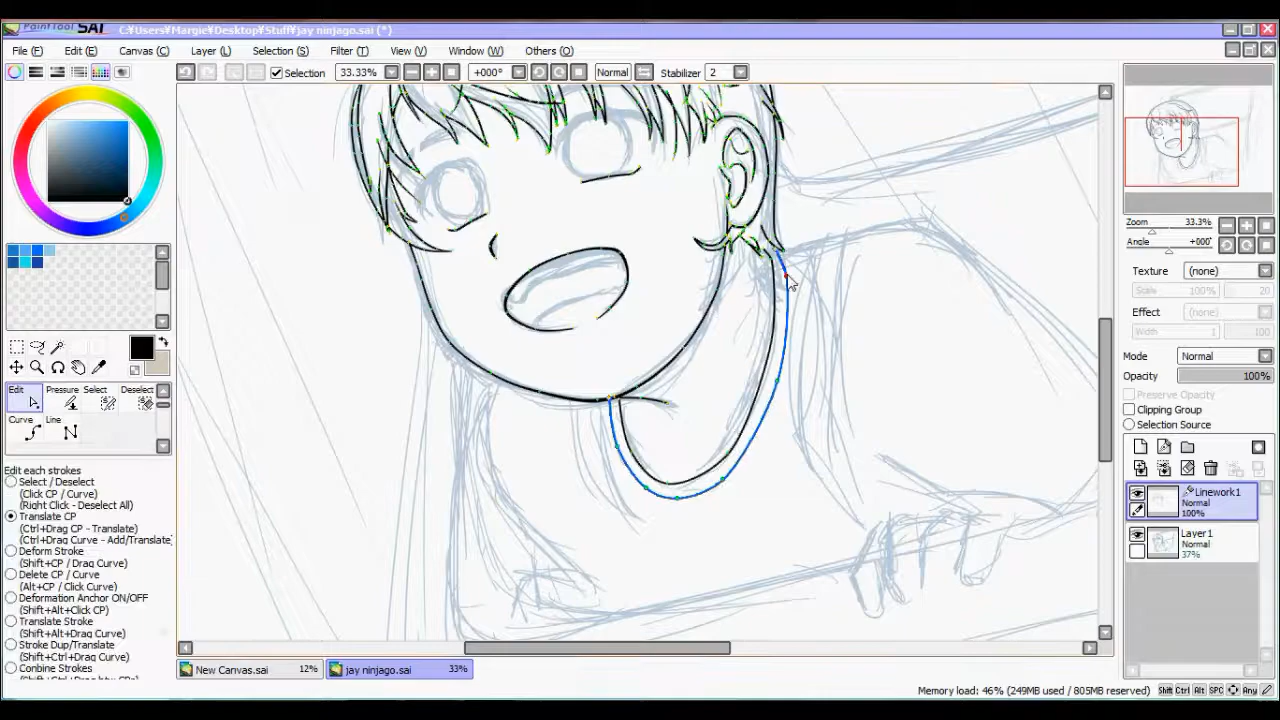 PaintTool SAI C:¥Users¥Margie¥Desktop¥Stuff¥jay ninjago.sai (*)
File (F) Edit (E) Canvas (C) Layer (L) Selection (S) Filter (T) View (V) Window (W) Others (O)
Selection 33.33% +000° Normal Stabilizer 2
Zoom 33.3%
Angle +000°
Texture (none)
Scale 100% 20
Effect (none)
Width 1 100
Mode Normal
Opacity 100%
Preserve Opacity
Clipping Group
Selection Source
Linework1
Normal
100%
Layer1
Normal
37%
Edit Pressure Select Deselect
Curve Line
Edit each strokes
Select / Deselect
(Click CP / Curve)
(Right Click - Deselect All)
Translate CP
(Ctrl+Drag CP - Translate)
(Ctrl+Drag Curve - Add/Translate
Deform Stroke
(Shift+CP / Drag Curve)
Delete CP / Curve
(Alt+CP / Click Curve)
Deformation Anchor ON/OFF
(Shift+Alt+Click CP)
Translate Stroke
(Shift+Alt+Drag Curve)
Stroke Dup/Translate
(Shift+Ctrl+Drag Curve)
Conbine Strokes
New Canvas.sai 12% jay ninjago.sai 33%
Memory load: 46% (249MB used / 805MB reserved) Shift Ctrl Alt SPC Any